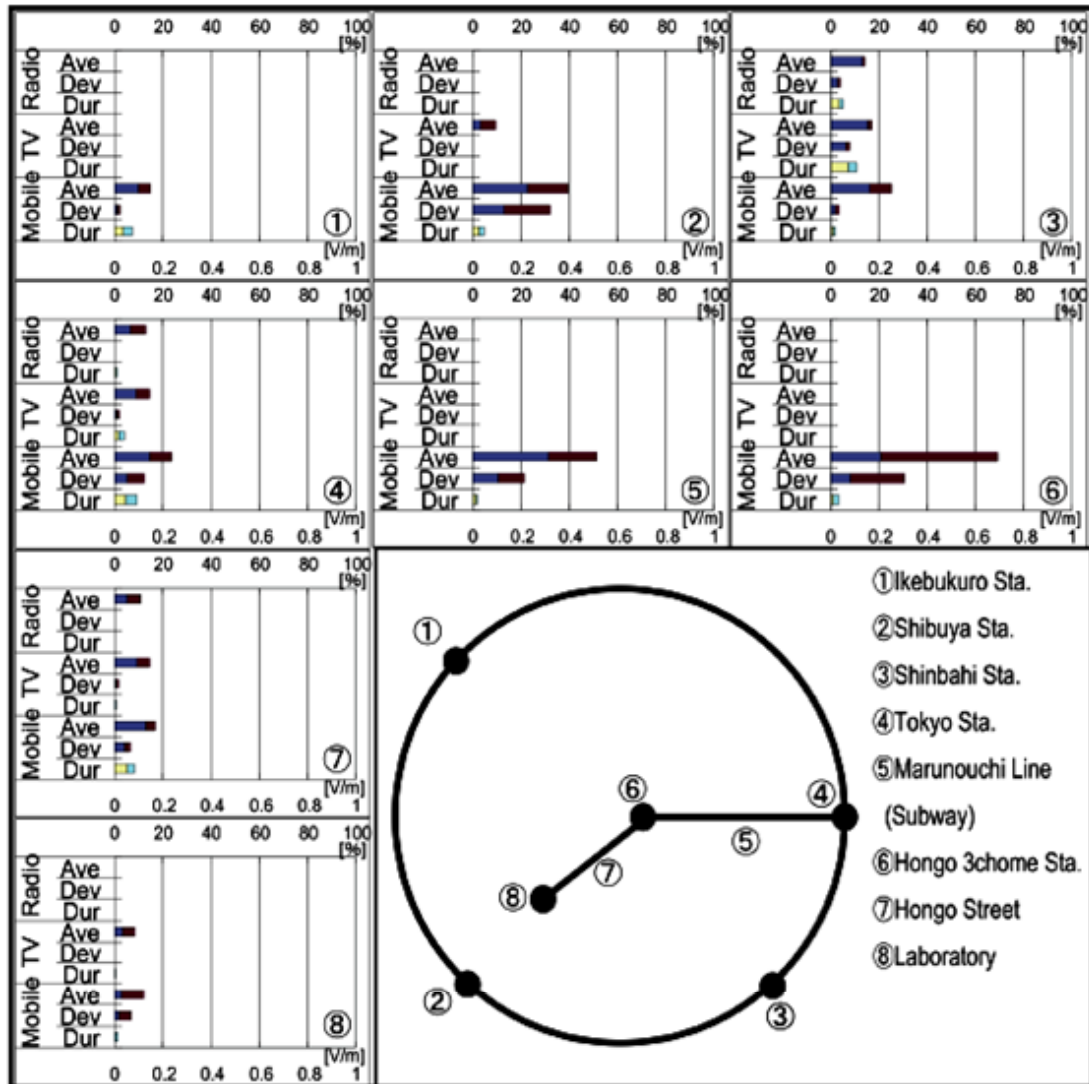 0 20 40 60 80 100
[%]
Radio
Ave
Dev
Dur
TV
Ave
Dev
Dur
Mobile
Ave
Dev
Dur
①
[V/m]
0 0.2 0.4 0.6 0.8 1
0 20 40 60 80 100
[%]
Radio
Ave
Dev
Dur
TV
Ave
Dev
Dur
Mobile
Ave
Dev
Dur
②
[V/m]
0 0.2 0.4 0.6 0.8 1
0 20 40 60 80 100
[%]
Radio
Ave
Dev
Dur
TV
Ave
Dev
Dur
Mobile
Ave
Dev
Dur
③
[V/m]
0 0.2 0.4 0.6 0.8 1
0 20 40 60 80 100
[%]
Radio
Ave
Dev
Dur
TV
Ave
Dev
Dur
Mobile
Ave
Dev
Dur
④
[V/m]
0 0.2 0.4 0.6 0.8 1
0 20 40 60 80 100
[%]
Radio
Ave
Dev
Dur
TV
Ave
Dev
Dur
Mobile
Ave
Dev
Dur
⑤
[V/m]
0 0.2 0.4 0.6 0.8 1
0 20 40 60 80 100
[%]
Radio
Ave
Dev
Dur
TV
Ave
Dev
Dur
Mobile
Ave
Dev
Dur
⑥
[V/m]
0 0.2 0.4 0.6 0.8 1
0 20 40 60 80 100
[%]
Radio
Ave
Dev
Dur
TV
Ave
Dev
Dur
Mobile
Ave
Dev
Dur
⑦
[V/m]
0 0.2 0.4 0.6 0.8 1
0 20 40 60 80 100
[%]
Radio
Ave
Dev
Dur
TV
Ave
Dev
Dur
Mobile
Ave
Dev
Dur
⑧
[V/m]
0 0.2 0.4 0.6 0.8 1
①
⑥
④
⑤
⑦
⑧
②
③
①Ikebukuro Sta.
②Shibuya Sta.
③Shinbahi Sta.
④Tokyo Sta.
⑤Marunouchi Line
(Subway)
⑥Hongo 3chome Sta.
⑦Hongo Street
⑧Laboratory